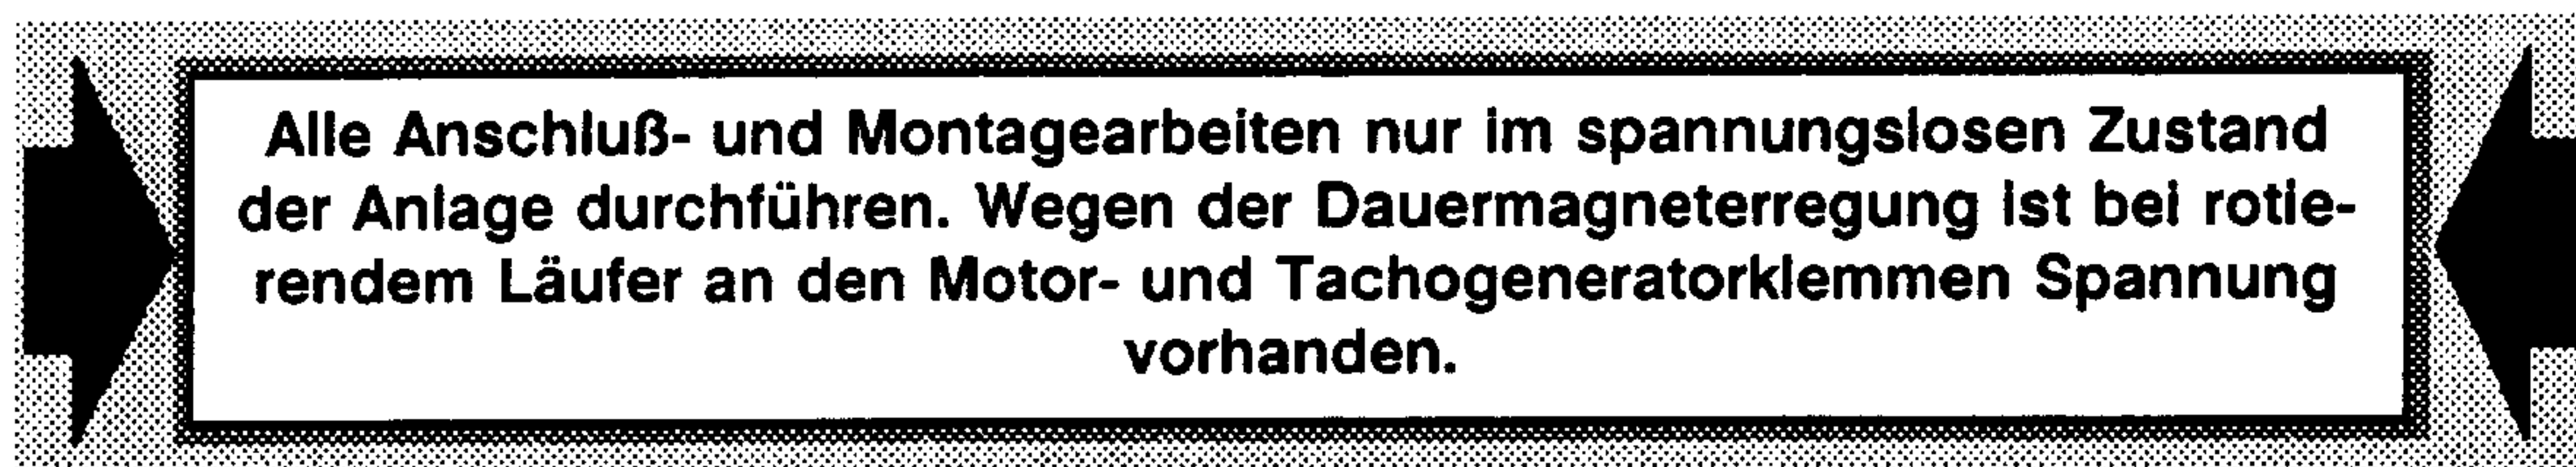 Alle Anschluß- und Montagearbeiten nur im spannungslosen Zustand
der Anlage durchführen. Wegen der Dauermagneterregung ist bei rotie-
rendem Läufer an den Motor- und Tachogeneratorklemmen Spannung
vorhanden.